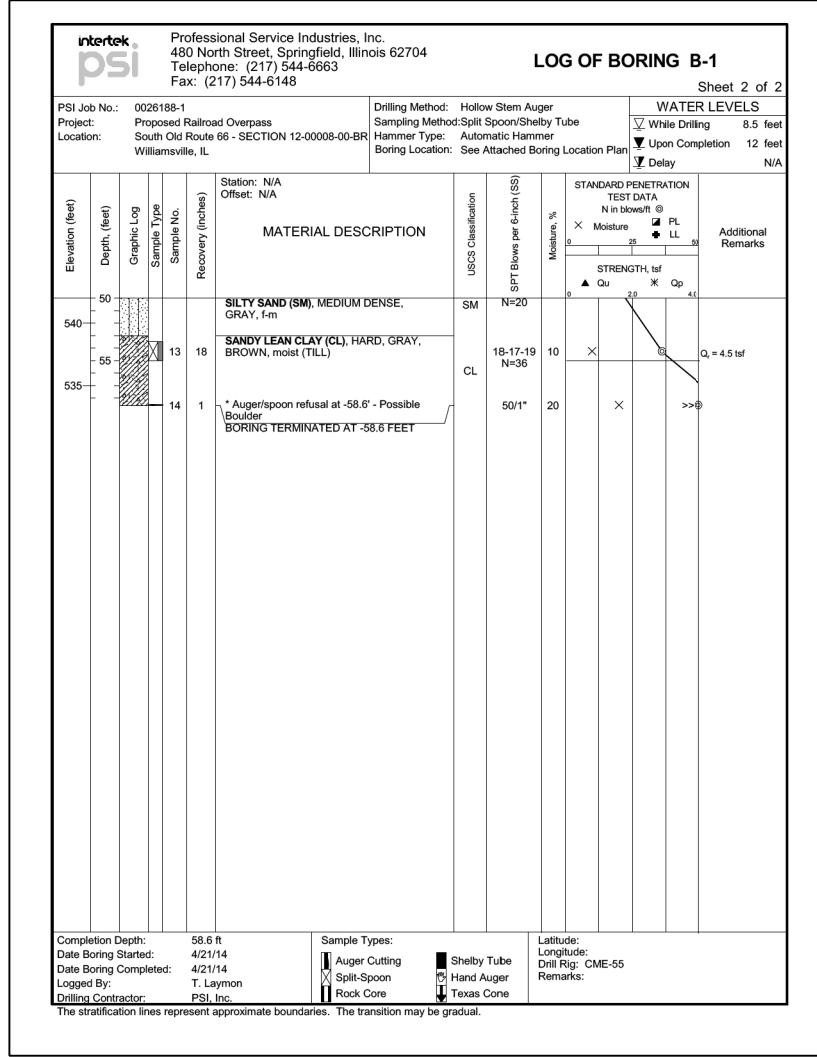 intertek
psi
Professional Service Industries, Inc.
480 North Street, Springfield, Illinois 62704
Telephone: (217) 544-6663
Fax: (217) 544-6148
LOG OF BORING B-1
Sheet 2 of 2
PSI Job No.: 0026188-1
Project: Proposed Railroad Overpass
Location: South Old Route 66 - SECTION 12-00008-00-BR
Williamsville, IL
Drilling Method: Hollow Stem Auger
Sampling Method:Split Spoon/Shelby Tube
Hammer Type: Automatic Hammer
Boring Location: See Attached Boring Location Plan
WATER LEVELS
While Drilling 8.5 feet
Upon Completion 12 feet
Delay N/A
Elevation (feet)
Depth, (feet)
Graphic Log
Sample Type
Sample No.
Recovery (inches)
Station: N/A
Offset: N/A
MATERIAL DESCRIPTION
USCS Classification
SPT Blows per 6-inch (SS)
Moisture, %
STANDARD PENETRATION
TEST DATA
N in blows/ft
Moisture
PL
LL
0 25 50
STRENGTH, tsf
Qu Qp
0 2.0 4.0
Additional
Remarks
50
SILTY SAND (SM), MEDIUM DENSE,
GRAY, f-m
SM
N=20
540
SANDY LEAN CLAY (CL), HARD, GRAY,
BROWN, moist (TILL)
13 18
18-17-19
N=36
10
Qr = 4.5 tsf
55
CL
535
14 1
* Auger/spoon refusal at -58.6' - Possible
Boulder
50/1" 20
>>
BORING TERMINATED AT -58.6 FEET
Completion Depth: 58.6 ft
Date Boring Started: 4/21/14
Date Boring Completed: 4/21/14
Logged By: T. Laymon
Drilling Contractor: PSI, Inc.
Sample Types:
Auger Cutting
Split-Spoon
Rock Core
Shelby Tube
Hand Auger
Texas Cone
Latitude:
Longitude:
Drill Rig: CME-55
Remarks:
The stratification lines represent approximate boundaries. The transition may be gradual.